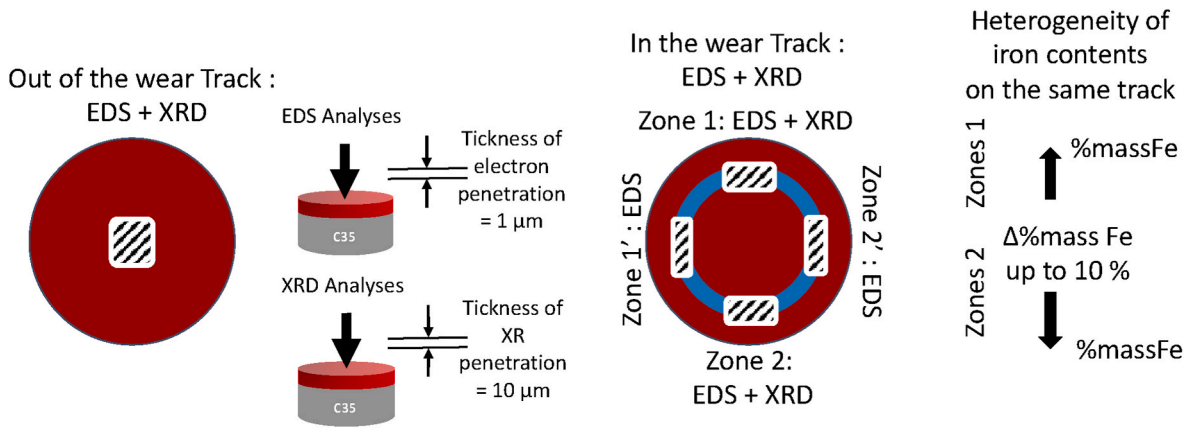 Out of the wear Track :
EDS + XRD
EDS Analyses
Tickness of
electron
penetration
= 1 µm
C35
XRD Analyses
Tickness of
XR
penetration
= 10 µm
C35
In the wear Track :
EDS + XRD
Zone 1: EDS + XRD
Zone 1’ : EDS
Zone 2’ : EDS
Zone 2:
EDS + XRD
Heterogeneity of
iron contents
on the same track
Zones 1
%massFe
Δ%mass Fe
up to 10 %
Zones 2
%massFe